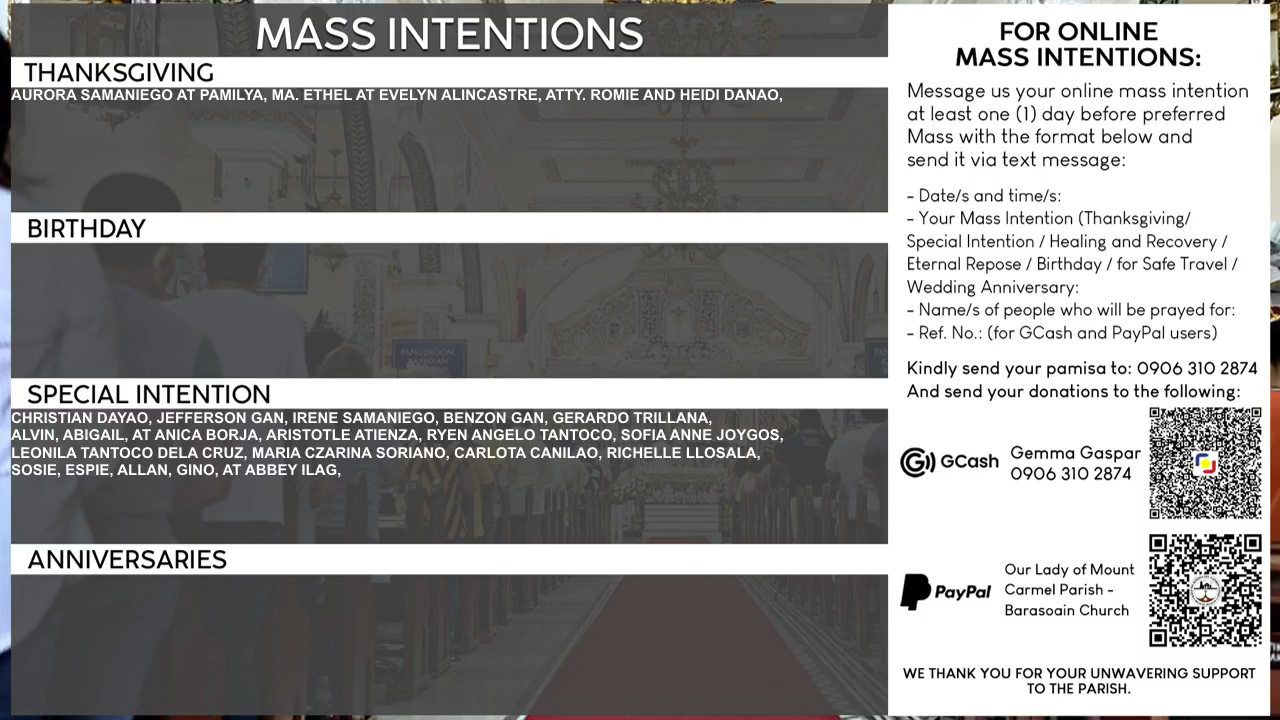 MASS INTENTIONS
THANKSGIVING
AURORA SAMANIEGO AT PAMILYA, MA. ETHEL AT EVELYN ALINCASTRE, ATTY. ROMIE AND HEIDI DANAO,
BIRTHDAY
PANGINOON,
KAAWAAN
SPECIAL INTENTION
CHRISTIAN DAYAO, JEFFERSON GAN, IRENE SAMANIEGO, BENZON GAN, GERARDO TRILLANA,
ALVIN, ABIGAIL, AT ANICA BORJA, ARISTOTLE ATIENZA, RYEN ANGELO TANTOCO, SOFIA ANNE JOYGOS,
LEONILA TANTOCO DELA CRUZ, MARIA CZARINA SORIANO, CARLOTA CANILAO, RICHELLE LLOSALA,
SOSIE, ESPIE, ALLAN, GINO, AT ABBEY ILAG,
ANNIVERSARIES
FOR ONLINE
MASS INTENTIONS:
Message us your online mass intention
at least one (1) day before preferred
Mass with the format below and
send it via text message:
- Date/s and time/s:
- Your Mass Intention (Thanksgiving/
Special Intention / Healing and Recovery /
Eternal Repose / Birthday / for Safe Travel /
Wedding Anniversary:
- Name/s of people who will be prayed for:
- Ref. No.: (for GCash and PayPal users)
Kindly send your pamisa to: 0906 310 2874
And send your donations to the following:
GCash
Gemma Gaspar
0906 310 2874
PayPal
Our Lady of Mount
Carmel Parish -
Barasoain Church
WE THANK YOU FOR YOUR UNWAVERING SUPPORT
TO THE PARISH.